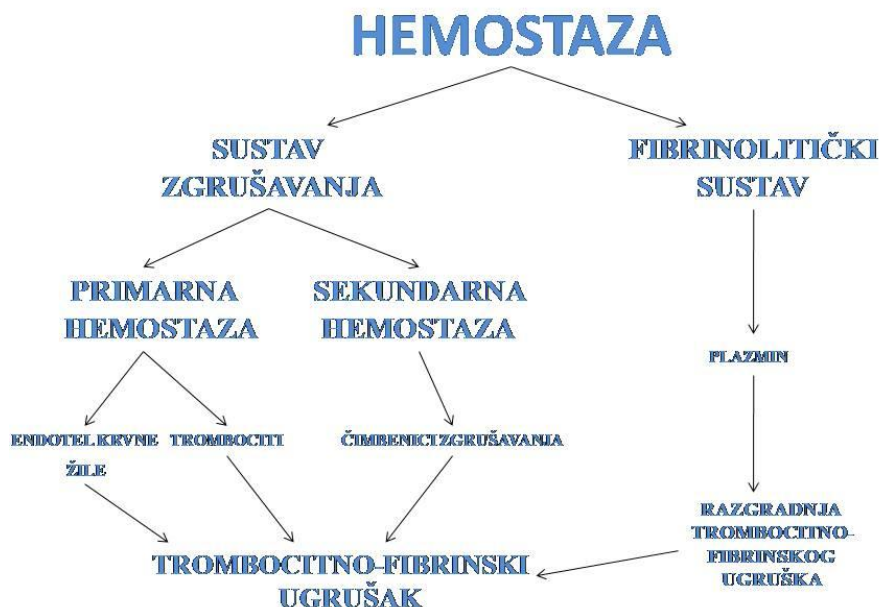 HEMOSTAZA
SUSTAV
ZGRUŠAVANJA
FIBRINOLITIČKI
SUSTAV
PRIMARNA
HEMOSTAZA
SEKUNDARNA
HEMOSTAZA
PLAZMIN
ENDOTEL KRVNE
ŽILE
TROMBOCITI
ČIMBENICI ZGRUŠAVANJA
RAZGRADNJA
TROMBOCITNO-
FIBRINSKOG
UGRUŠKA
TROMBOCITNO-FIBRINSKI
UGRUŠAK